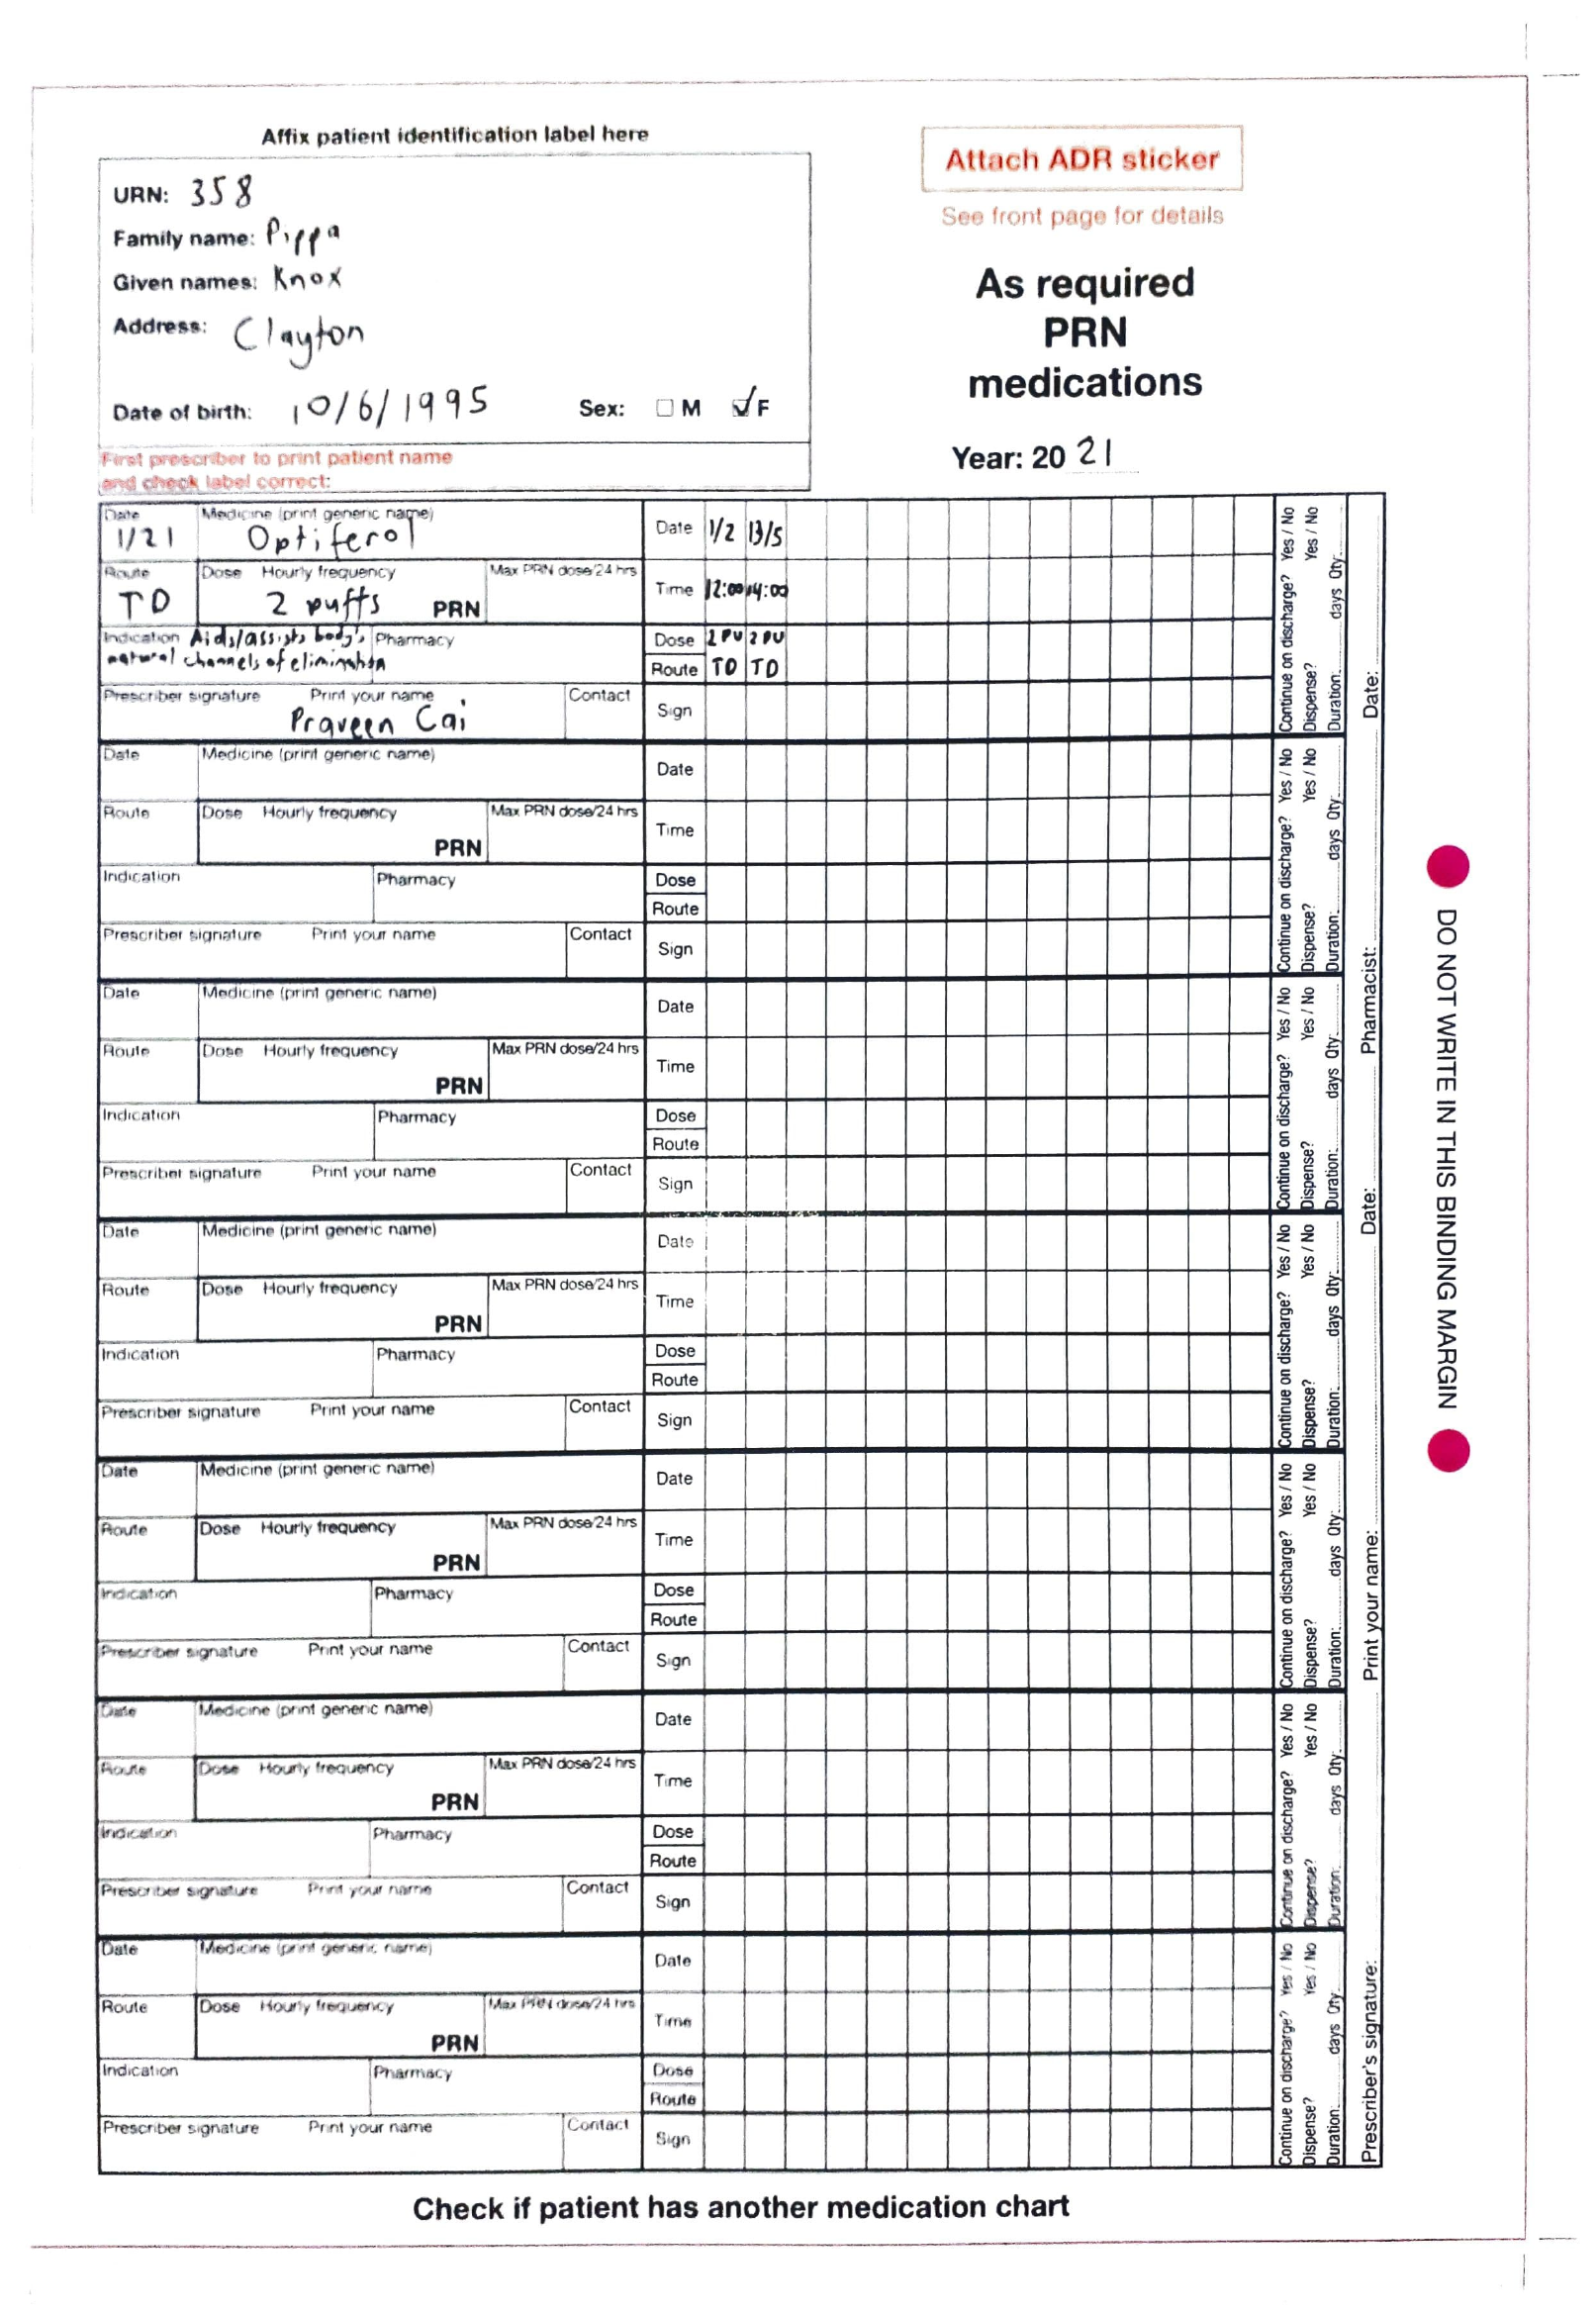 Affix patient identification label here
URN: 358
Family name: Pippa
Given names: Knox
Address: Clayton
Date of birth: 10/6/1995 Sex: M F
First prescriber to print patient name
and check label correct:
Attach ADR sticker
See front page for details
As required
PRN
medications
Year: 20 21
Date Medicine (print generic name) Date 1/2 13/5
1/21 Optiferol
Route Dose Hourly frequency Max PRN dose/24 hrs Time 12:00 14:00
TD 2 puffs PRN
Indication Aids/assists body's Pharmacy Dose 2 PU 2 PU
natural channels of elimination Route TD TD
Prescriber signature Print your name Contact Sign
Praveen Cai
Continue on discharge? Yes / No
Dispense? Yes / No
Duration: days Qty:
Date Medicine (print generic name) Date
Route Dose Hourly frequency Max PRN dose/24 hrs Time
PRN
Indication Pharmacy Dose
Route
Prescriber signature Print your name Contact Sign
Continue on discharge? Yes / No
Dispense? Yes / No
Duration: days Qty:
Date Medicine (print generic name) Date
Route Dose Hourly frequency Max PRN dose/24 hrs Time
PRN
Indication Pharmacy Dose
Route
Prescriber signature Print your name Contact Sign
Continue on discharge? Yes / No
Dispense? Yes / No
Duration: days Qty:
Date Medicine (print generic name) Date
Route Dose Hourly frequency Max PRN dose/24 hrs Time
PRN
Indication Pharmacy Dose
Route
Prescriber signature Print your name Contact Sign
Continue on discharge? Yes / No
Dispense? Yes / No
Duration: days Qty:
Date Medicine (print generic name) Date
Route Dose Hourly frequency Max PRN dose/24 hrs Time
PRN
Indication Pharmacy Dose
Route
Prescriber signature Print your name Contact Sign
Continue on discharge? Yes / No
Dispense? Yes / No
Duration: days Qty:
Date Medicine (print generic name) Date
Route Dose Hourly frequency Max PRN dose/24 hrs Time
PRN
Indication Pharmacy Dose
Route
Prescriber signature Print your name Contact Sign
Continue on discharge? Yes / No
Dispense? Yes / No
Duration: days Qty:
Date Medicine (print generic name) Date
Route Dose Hourly frequency Max PRN dose/24 hrs Time
PRN
Indication Pharmacy Dose
Route
Prescriber signature Print your name Contact Sign
Continue on discharge? Yes / No
Dispense? Yes / No
Duration: days Qty:
Prescriber's signature: Print your name: Date: Pharmacist: Date:
DO NOT WRITE IN THIS BINDING MARGIN
Check if patient has another medication chart